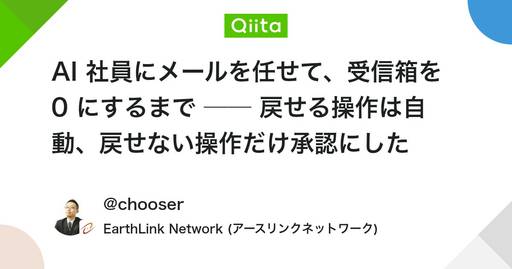 Qiita
AI 社員にメールを任せて、受信箱を
0 にするまで ── 戻せる操作は自
動、戻せない操作だけ承認にした
@chooser
EarthLink Network (アースリンクネットワーク)